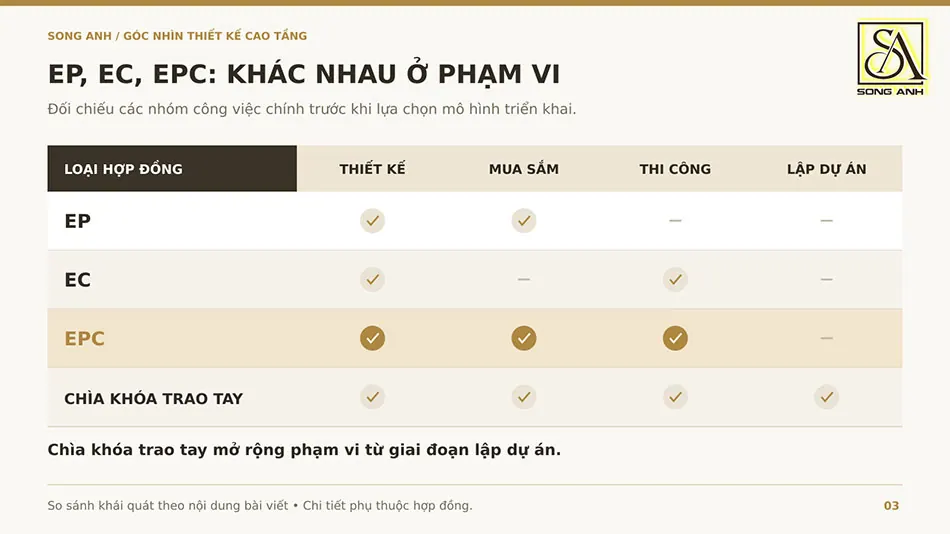 SONG ANH / GÓC NHÌN THIẾT KẾ CAO TẦNG
SA
SONG ANH
EP, EC, EPC: KHÁC NHAU Ở PHẠM VI
Đối chiếu các nhóm công việc chính trước khi lựa chọn mô hình triển khai.
LOẠI HỢP ĐỒNG THIẾT KẾ MUA SẮM THI CÔNG LẬP DỰ ÁN
EP ✓ ✓ — —
EC ✓ — ✓ —
EPC ✓ ✓ ✓ —
CHÌA KHÓA TRAO TAY ✓ ✓ ✓ ✓
Chìa khóa trao tay mở rộng phạm vi từ giai đoạn lập dự án.
So sánh khái quát theo nội dung bài viết • Chi tiết phụ thuộc hợp đồng.
03